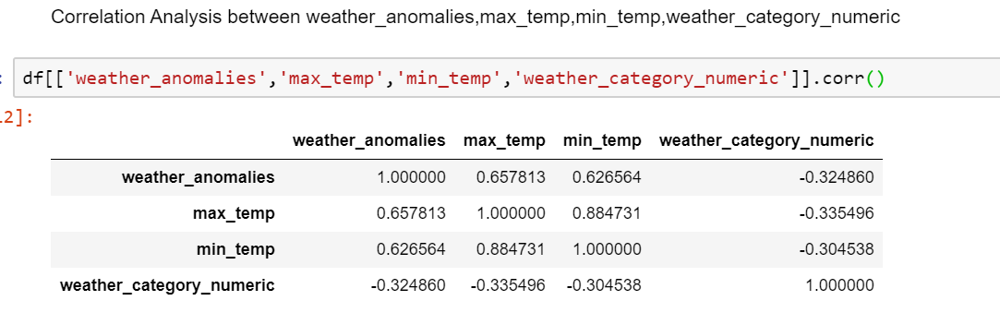 Correlation Analysis between weather_anomalies,max_temp,min_temp,weather_category_numeric
: df[['weather_anomalies','max_temp','min_temp','weather_category_numeric']].corr()
12]:
weather_anomalies max_temp min_temp weather_category_numeric
weather_anomalies 1.000000 0.657813 0.626564 -0.324860
max_temp 0.657813 1.000000 0.884731 -0.335496
min_temp 0.626564 0.884731 1.000000 -0.304538
weather_category_numeric -0.324860 -0.335496 -0.304538 1.000000